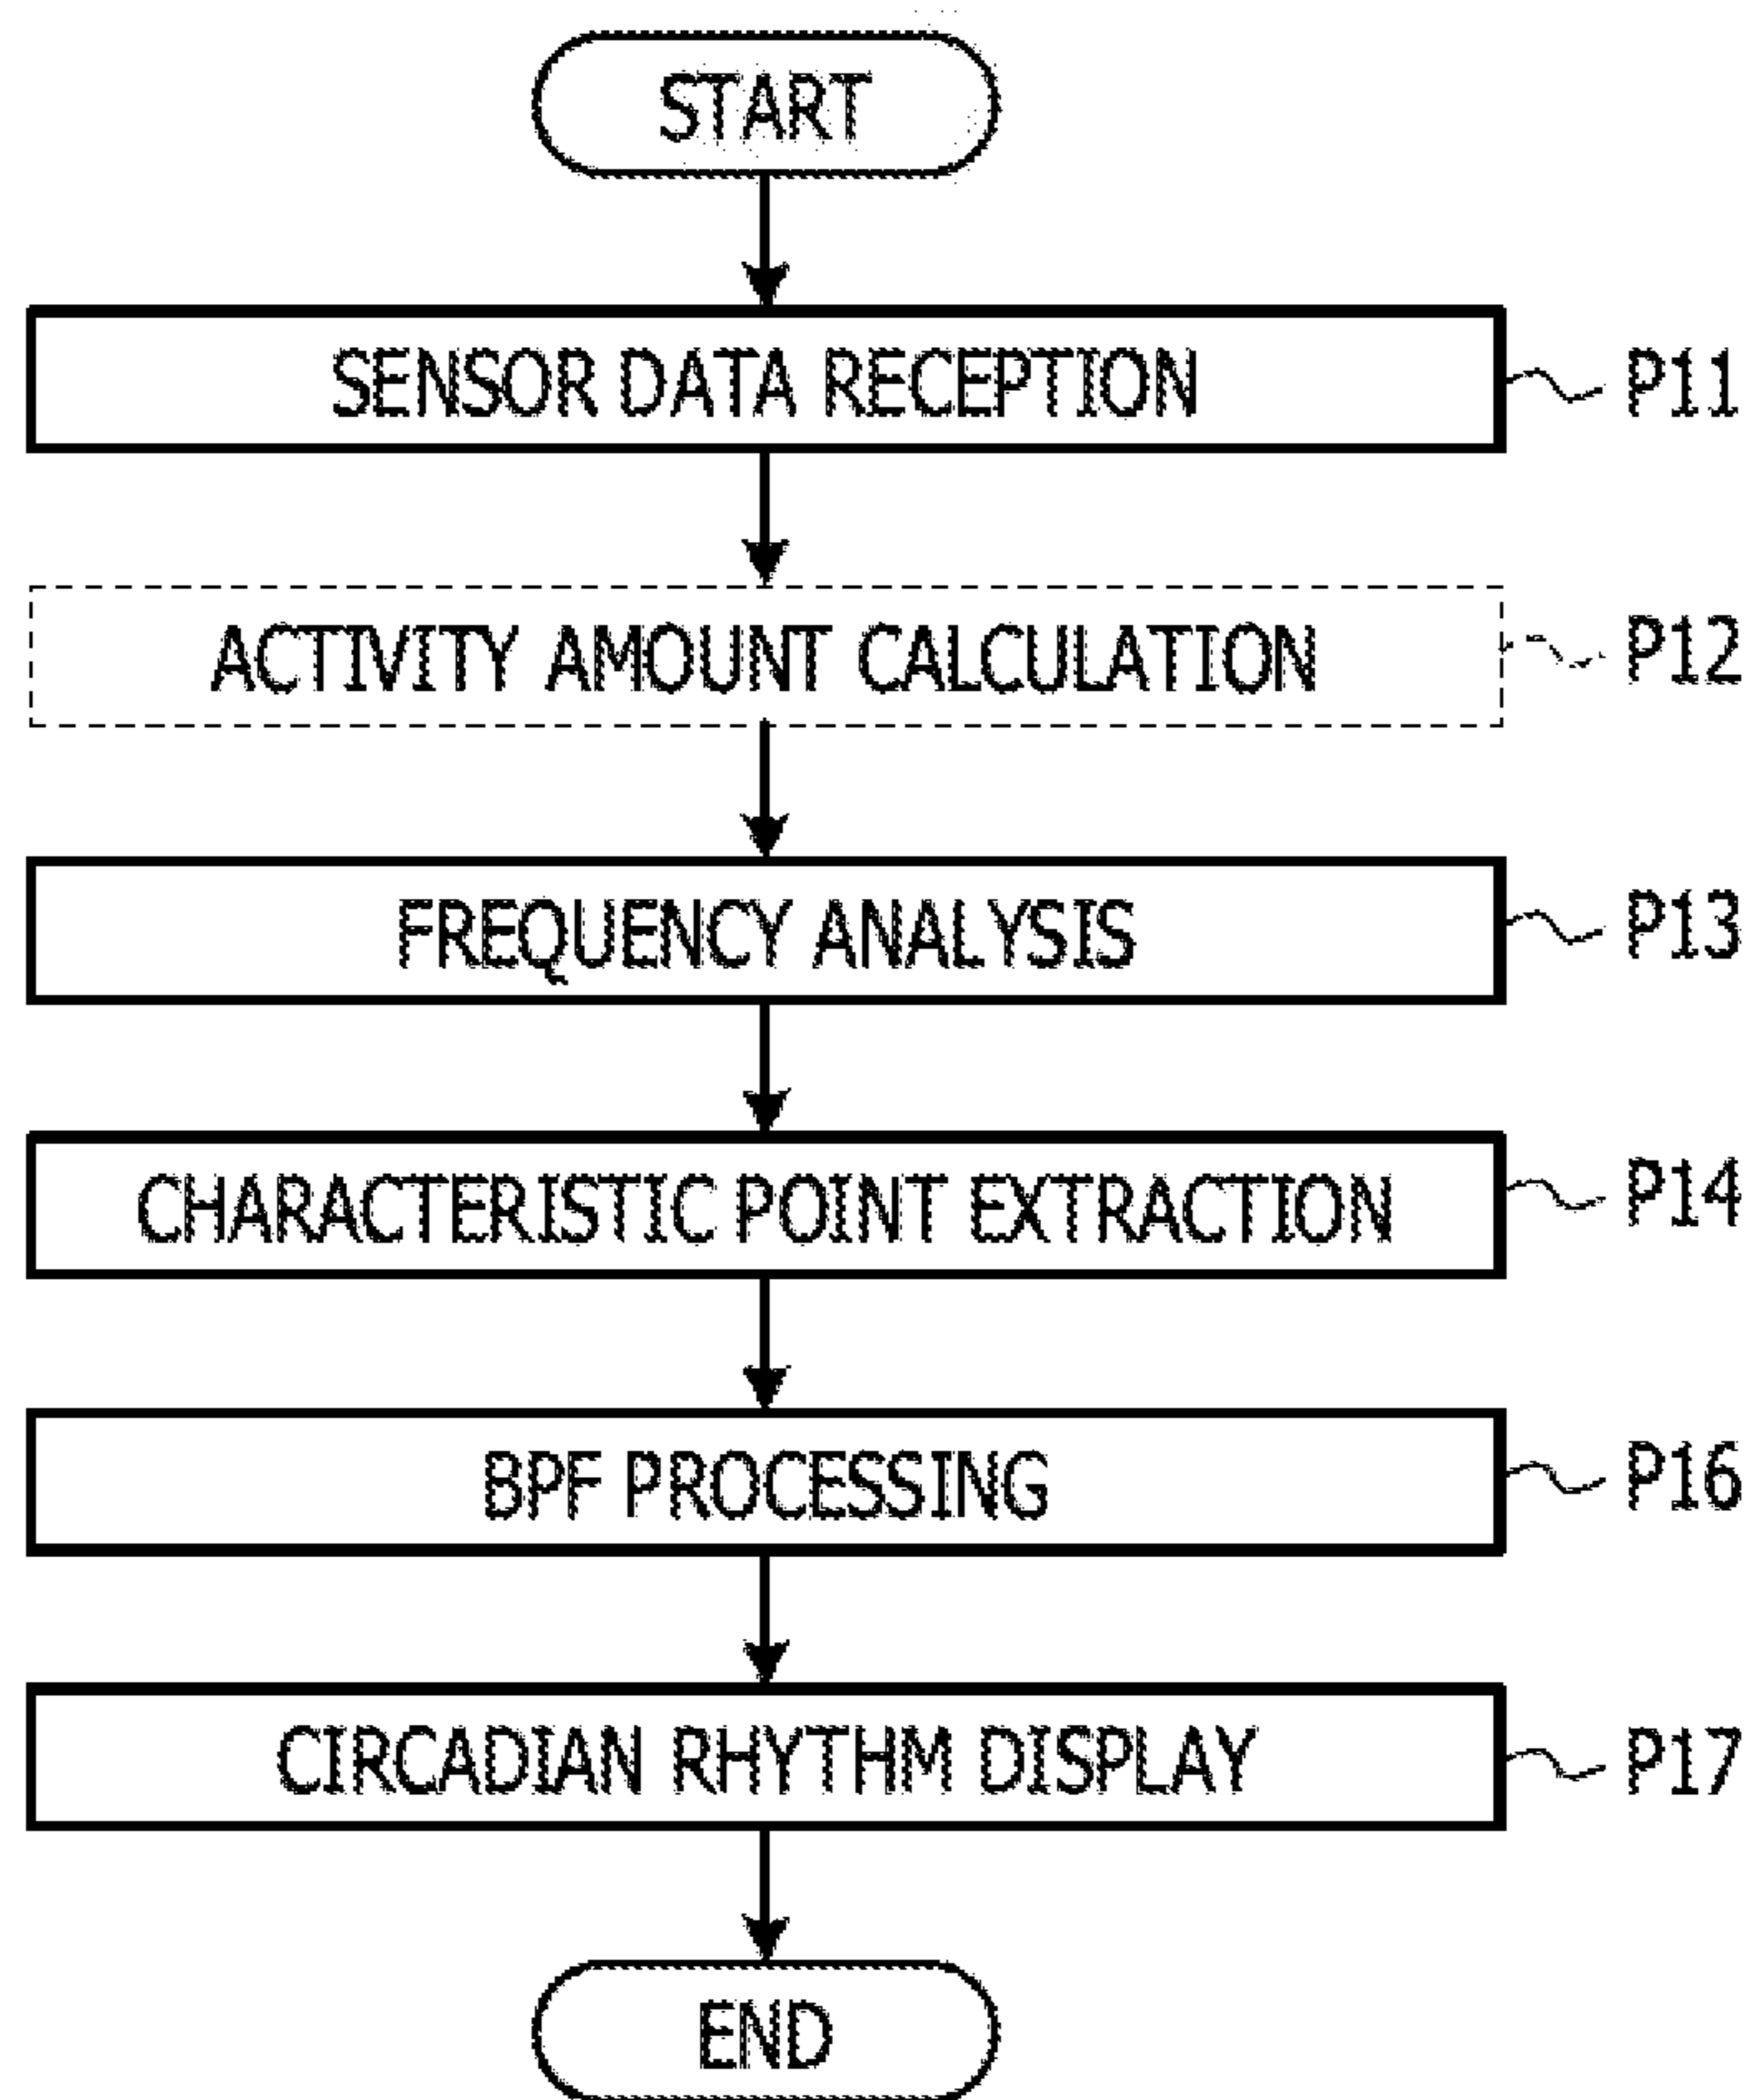 START
SENSOR DATA RECEPTION P11
ACTIVITY AMOUNT CALCULATION P12
FREQUENCY ANALYSIS P13
CHARACTERISTIC POINT EXTRACTION P14
BPF PROCESSING P16
CIRCADIAN RHYTHM DISPLAY P17
END